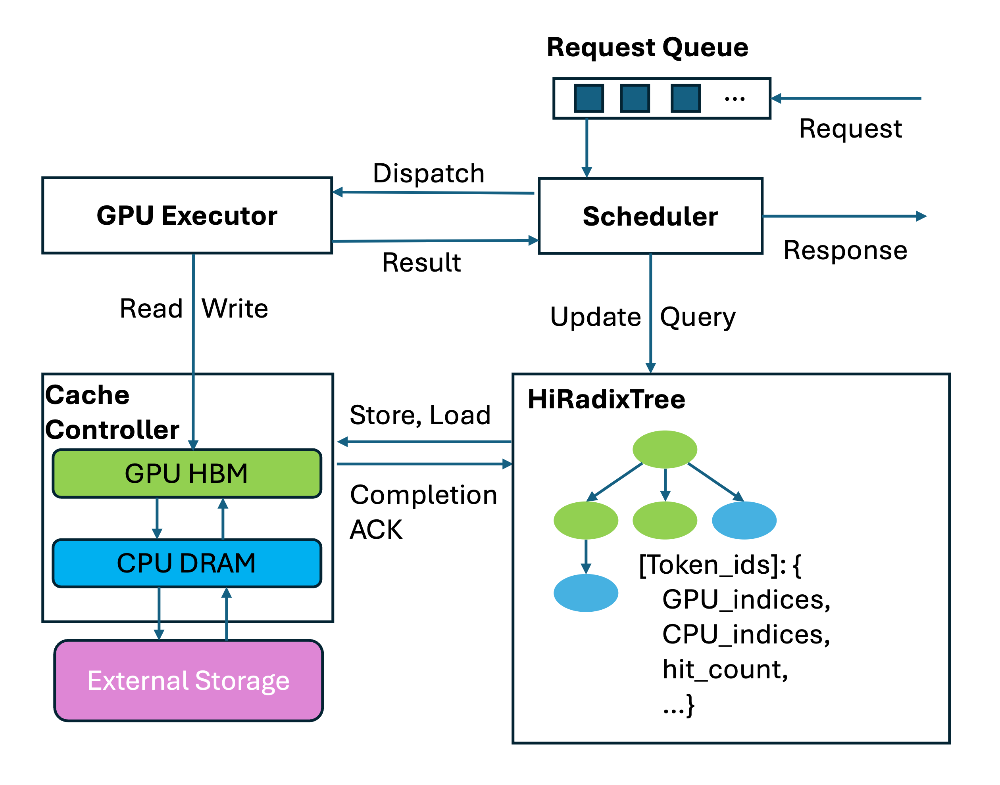 Request Queue
...
Request
Dispatch
GPU Executor
Scheduler
Result
Response
Read Write
Update Query
Cache
Controller
GPU HBM
CPU DRAM
External Storage
Store, Load
Completion
ACK
HiRadixTree
[Token_ids]: {
GPU_indices,
CPU_indices,
hit_count,
...}